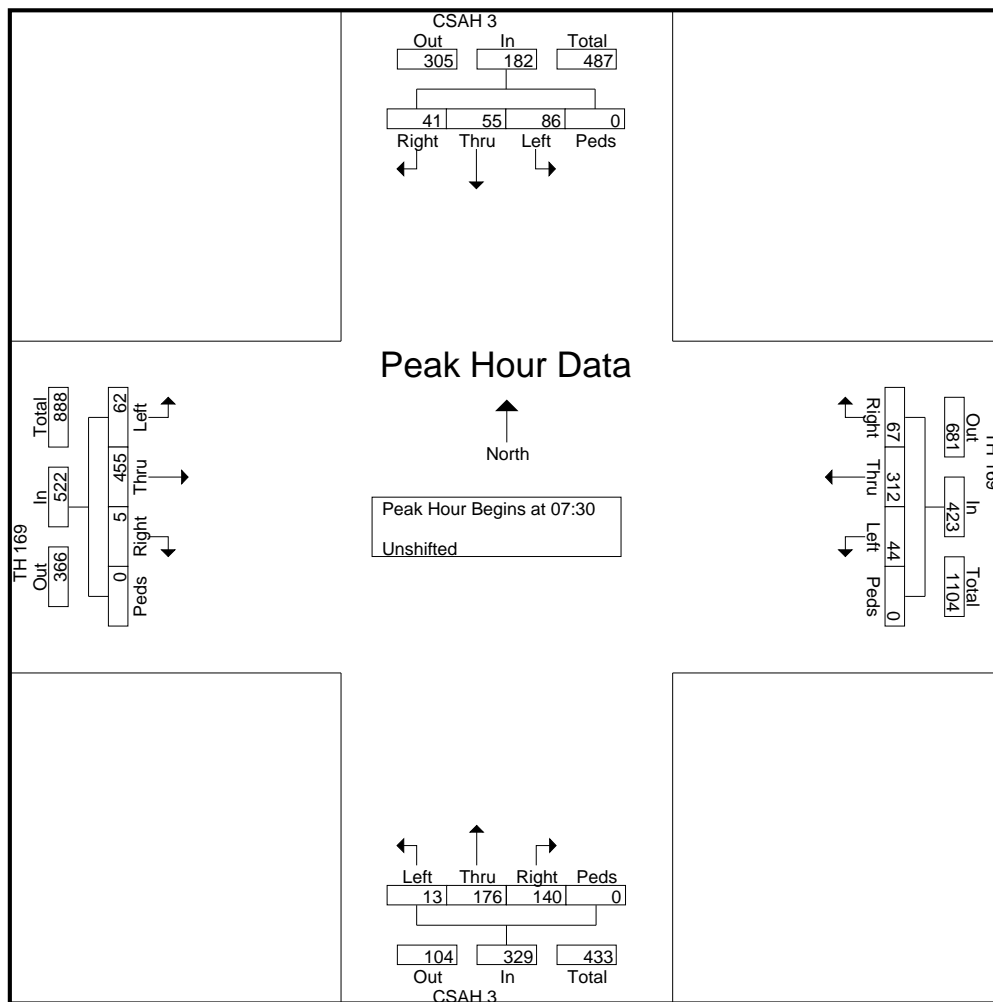 CSAH 3
Out In Total
305 182 487
41 55 86 0
Right Thru Left Peds
Peak Hour Data
North
Peak Hour Begins at 07:30
Unshifted
TH 169
Total In Out
888 522 366
62 455 5 0
Left Thru Right Peds
TH 169
Out In Total
681 423 1104
67 312 44 0
Right Thru Left Peds
Left Thru Right Peds
13 176 140 0
104 329 433
Out In Total
CSAH 3